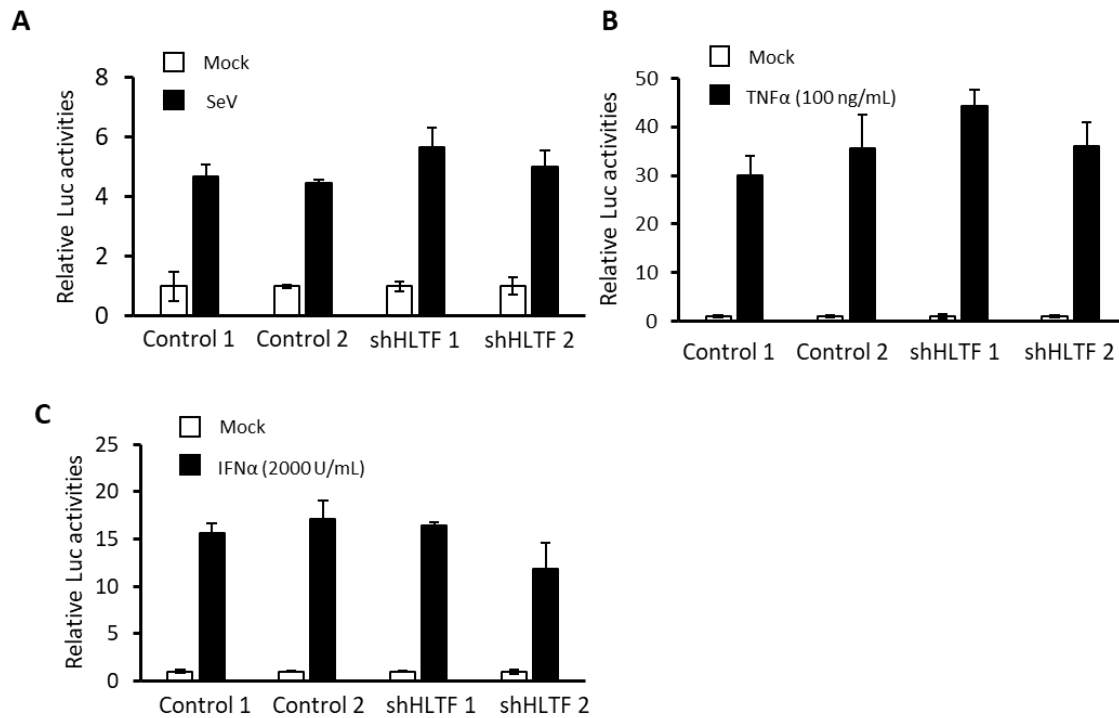 A
Mock
SeV
Relative Luc activities
8
6
4
2
0
Control 1 Control 2 shHLTF 1 shHLTF 2
B
Mock
TNFα (100 ng/mL)
Relative Luc activities
50
40
30
20
10
0
Control 1 Control 2 shHLTF 1 shHLTF 2
C
Mock
IFNα (2000 U/mL)
Relative Luc activities
25
20
15
10
5
0
Control 1 Control 2 shHLTF 1 shHLTF 2